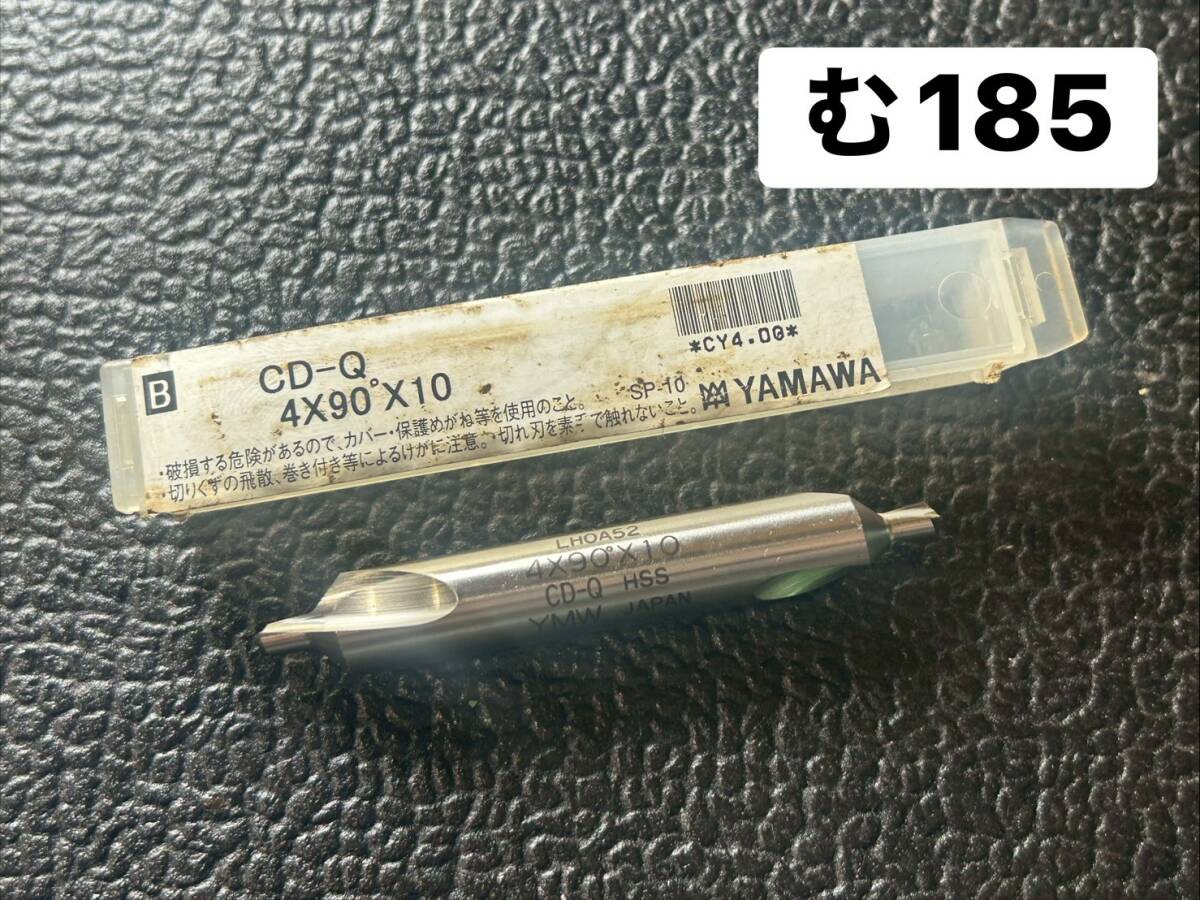 む185
*CY4.0Q*
B
CD-Q
4X90°X10
SP-10
YAMAWA
・破損する危険があるので、カバー・保護めがね等を使用のこと。
・切りくずの飛散、巻き付き等によるけがに注意。切れ刃を素手で触れないこと。
LHOA52
4X90°X10
CD-Q HSS
YMW JAPAN